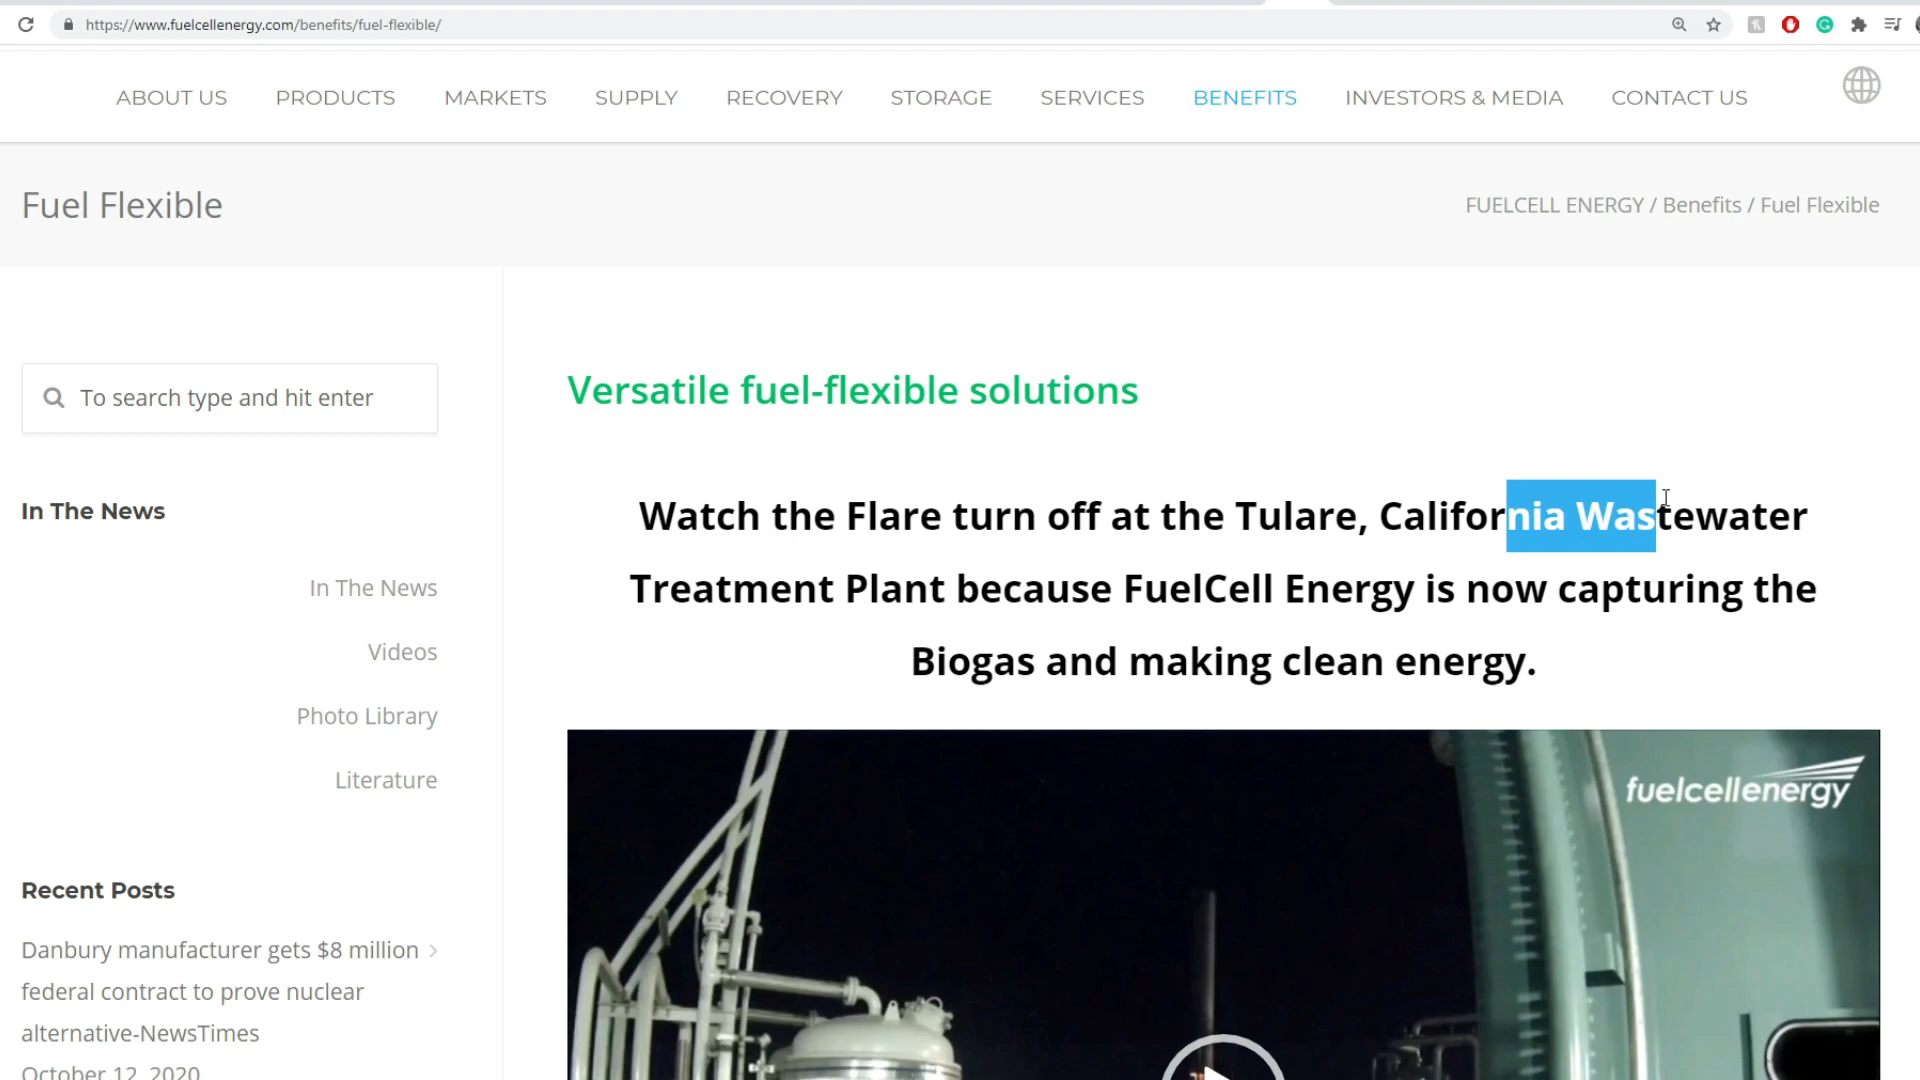 https://www.fuelcellenergy.com/benefits/fuel-flexible/
ABOUT US PRODUCTS MARKETS SUPPLY RECOVERY STORAGE SERVICES BENEFITS INVESTORS & MEDIA CONTACT US
Fuel Flexible
FUELCELL ENERGY / Benefits / Fuel Flexible
To search type and hit enter
In The News
In The News
Videos
Photo Library
Literature
Recent Posts
Danbury manufacturer gets $8 million
federal contract to prove nuclear
alternative-NewsTimes
October 12, 2020
Versatile fuel-flexible solutions
Watch the Flare turn off at the Tulare, California Wastewater
Treatment Plant because FuelCell Energy is now capturing the
Biogas and making clean energy.
fuelcellenergy